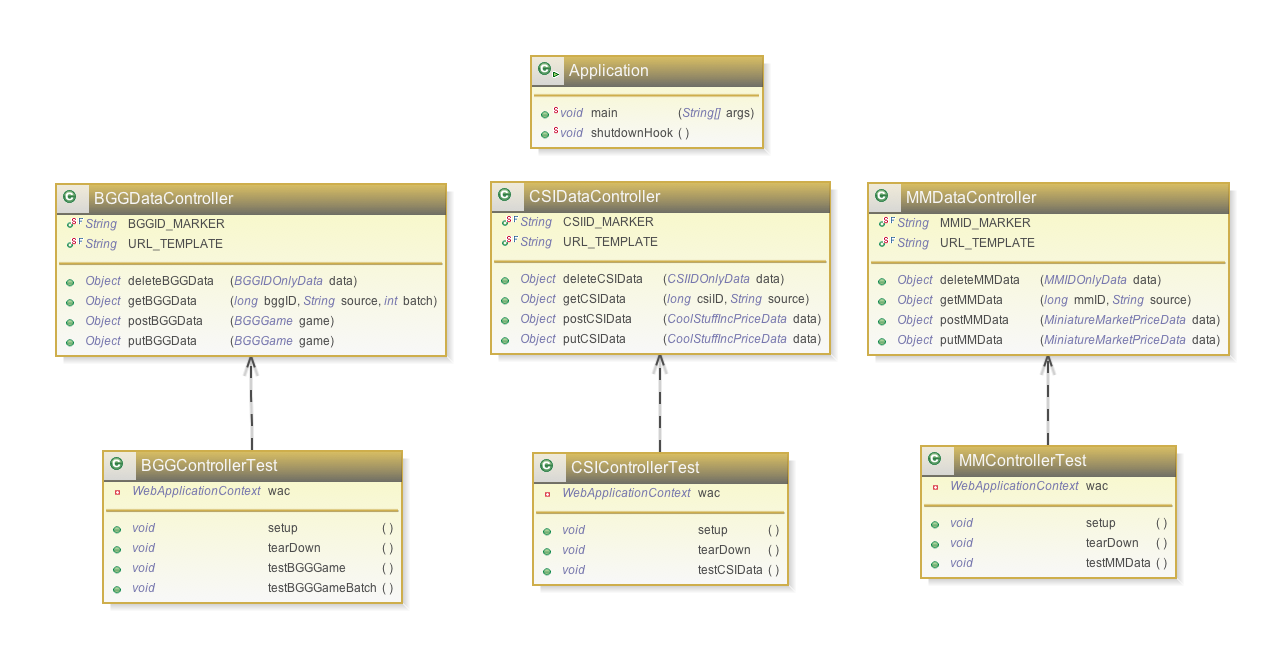 Application
void main (String[] args)
void shutdownHook ( )
BGGDataController
String BGGID_MARKER
String URL_TEMPLATE
Object deleteBGGData (BGGIDOnlyData data)
Object getBGGData (long bggID, String source, int batch)
Object postBGGData (BGGGame game)
Object putBGGData (BGGGame game)
CSIDataController
String CSIID_MARKER
String URL_TEMPLATE
Object deleteCSIData (CSIIDOnlyData data)
Object getCSIData (long csiID, String source)
Object postCSIData (CoolStuffIncPriceData data)
Object putCSIData (CoolStuffIncPriceData data)
MMDataController
String MMID_MARKER
String URL_TEMPLATE
Object deleteMMData (MMIDOnlyData data)
Object getMMData (long mmID, String source)
Object postMMData (MiniatureMarketPriceData data)
Object putMMData (MiniatureMarketPriceData data)
BGGControllerTest
WebApplicationContext wac
void setup ( )
void tearDown ( )
void testBGGGame ( )
void testBGGGameBatch ( )
CSIControllerTest
WebApplicationContext wac
void setup ( )
void tearDown ( )
void testCSIData ( )
MMControllerTest
WebApplicationContext wac
void setup ( )
void tearDown ( )
void testMMData ( )